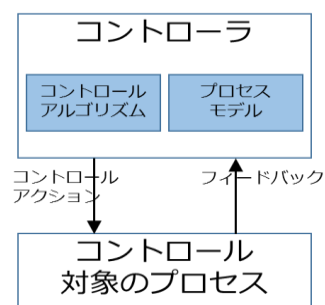 コントローラ
コントロール
アルゴリズム
プロセス
モデル
コントロール
アクション
フィードバック
コントロール
対象のプロセス